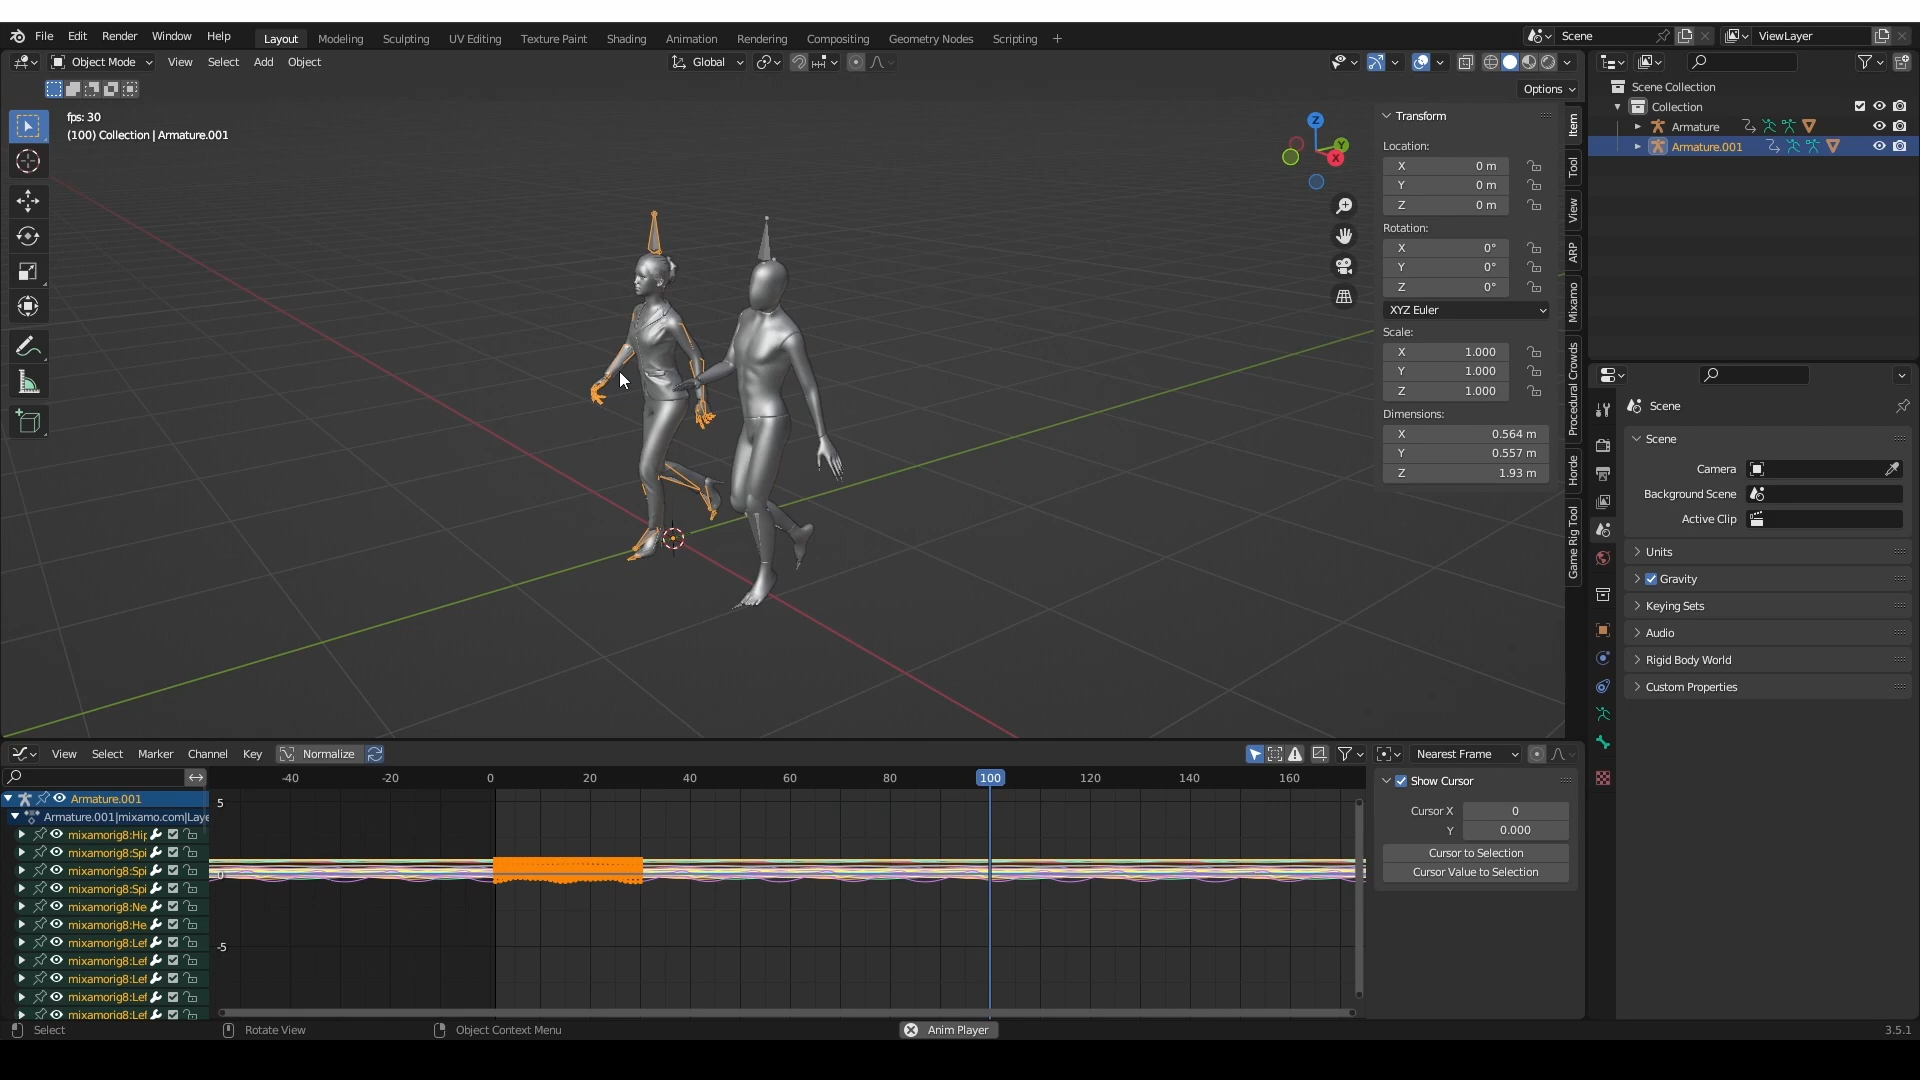 File Edit Render Window Help Layout Modeling Sculpting UV Editing Texture Paint Shading Animation Rendering Compositing Geometry Nodes Scripting + Scene ViewLayer
Object Mode View Select Add Object Global
Options
fps: 30
(100) Collection | Armature.001
Z
Y
X
Transform
Location:
X 0 m
Y 0 m
Z 0 m
Rotation:
X 0°
Y 0°
Z 0°
XYZ Euler
Scale:
X 1.000
Y 1.000
Z 1.000
Dimensions:
X 0.564 m
Y 0.557 m
Z 1.93 m
Item
Tool
View
ARP
Mixamo
Procedural Crowds
Horde
Game Rig Tool
Scene Collection
Collection
Armature
Armature.001
Scene
Scene
Camera
Background Scene
Active Clip
Units
Gravity
Keying Sets
Audio
Rigid Body World
Custom Properties
View Select Marker Channel Key Normalize Nearest Frame
-40 -20 0 20 40 60 80 100 120 140 160
Armature.001
Armature.001|mixamo.com|Laye
mixamorig8:Hip
mixamorig8:Spi
mixamorig8:Spi
mixamorig8:Spi
mixamorig8:Ne
mixamorig8:He
mixamorig8:Lef
mixamorig8:Lef
mixamorig8:Lef
mixamorig8:Lef
mixamorig8:Lef
5
0
-5
Show Cursor
Cursor X 0
Y 0.000
Cursor to Selection
Cursor Value to Selection
Select Rotate View Object Context Menu Anim Player 3.5.1